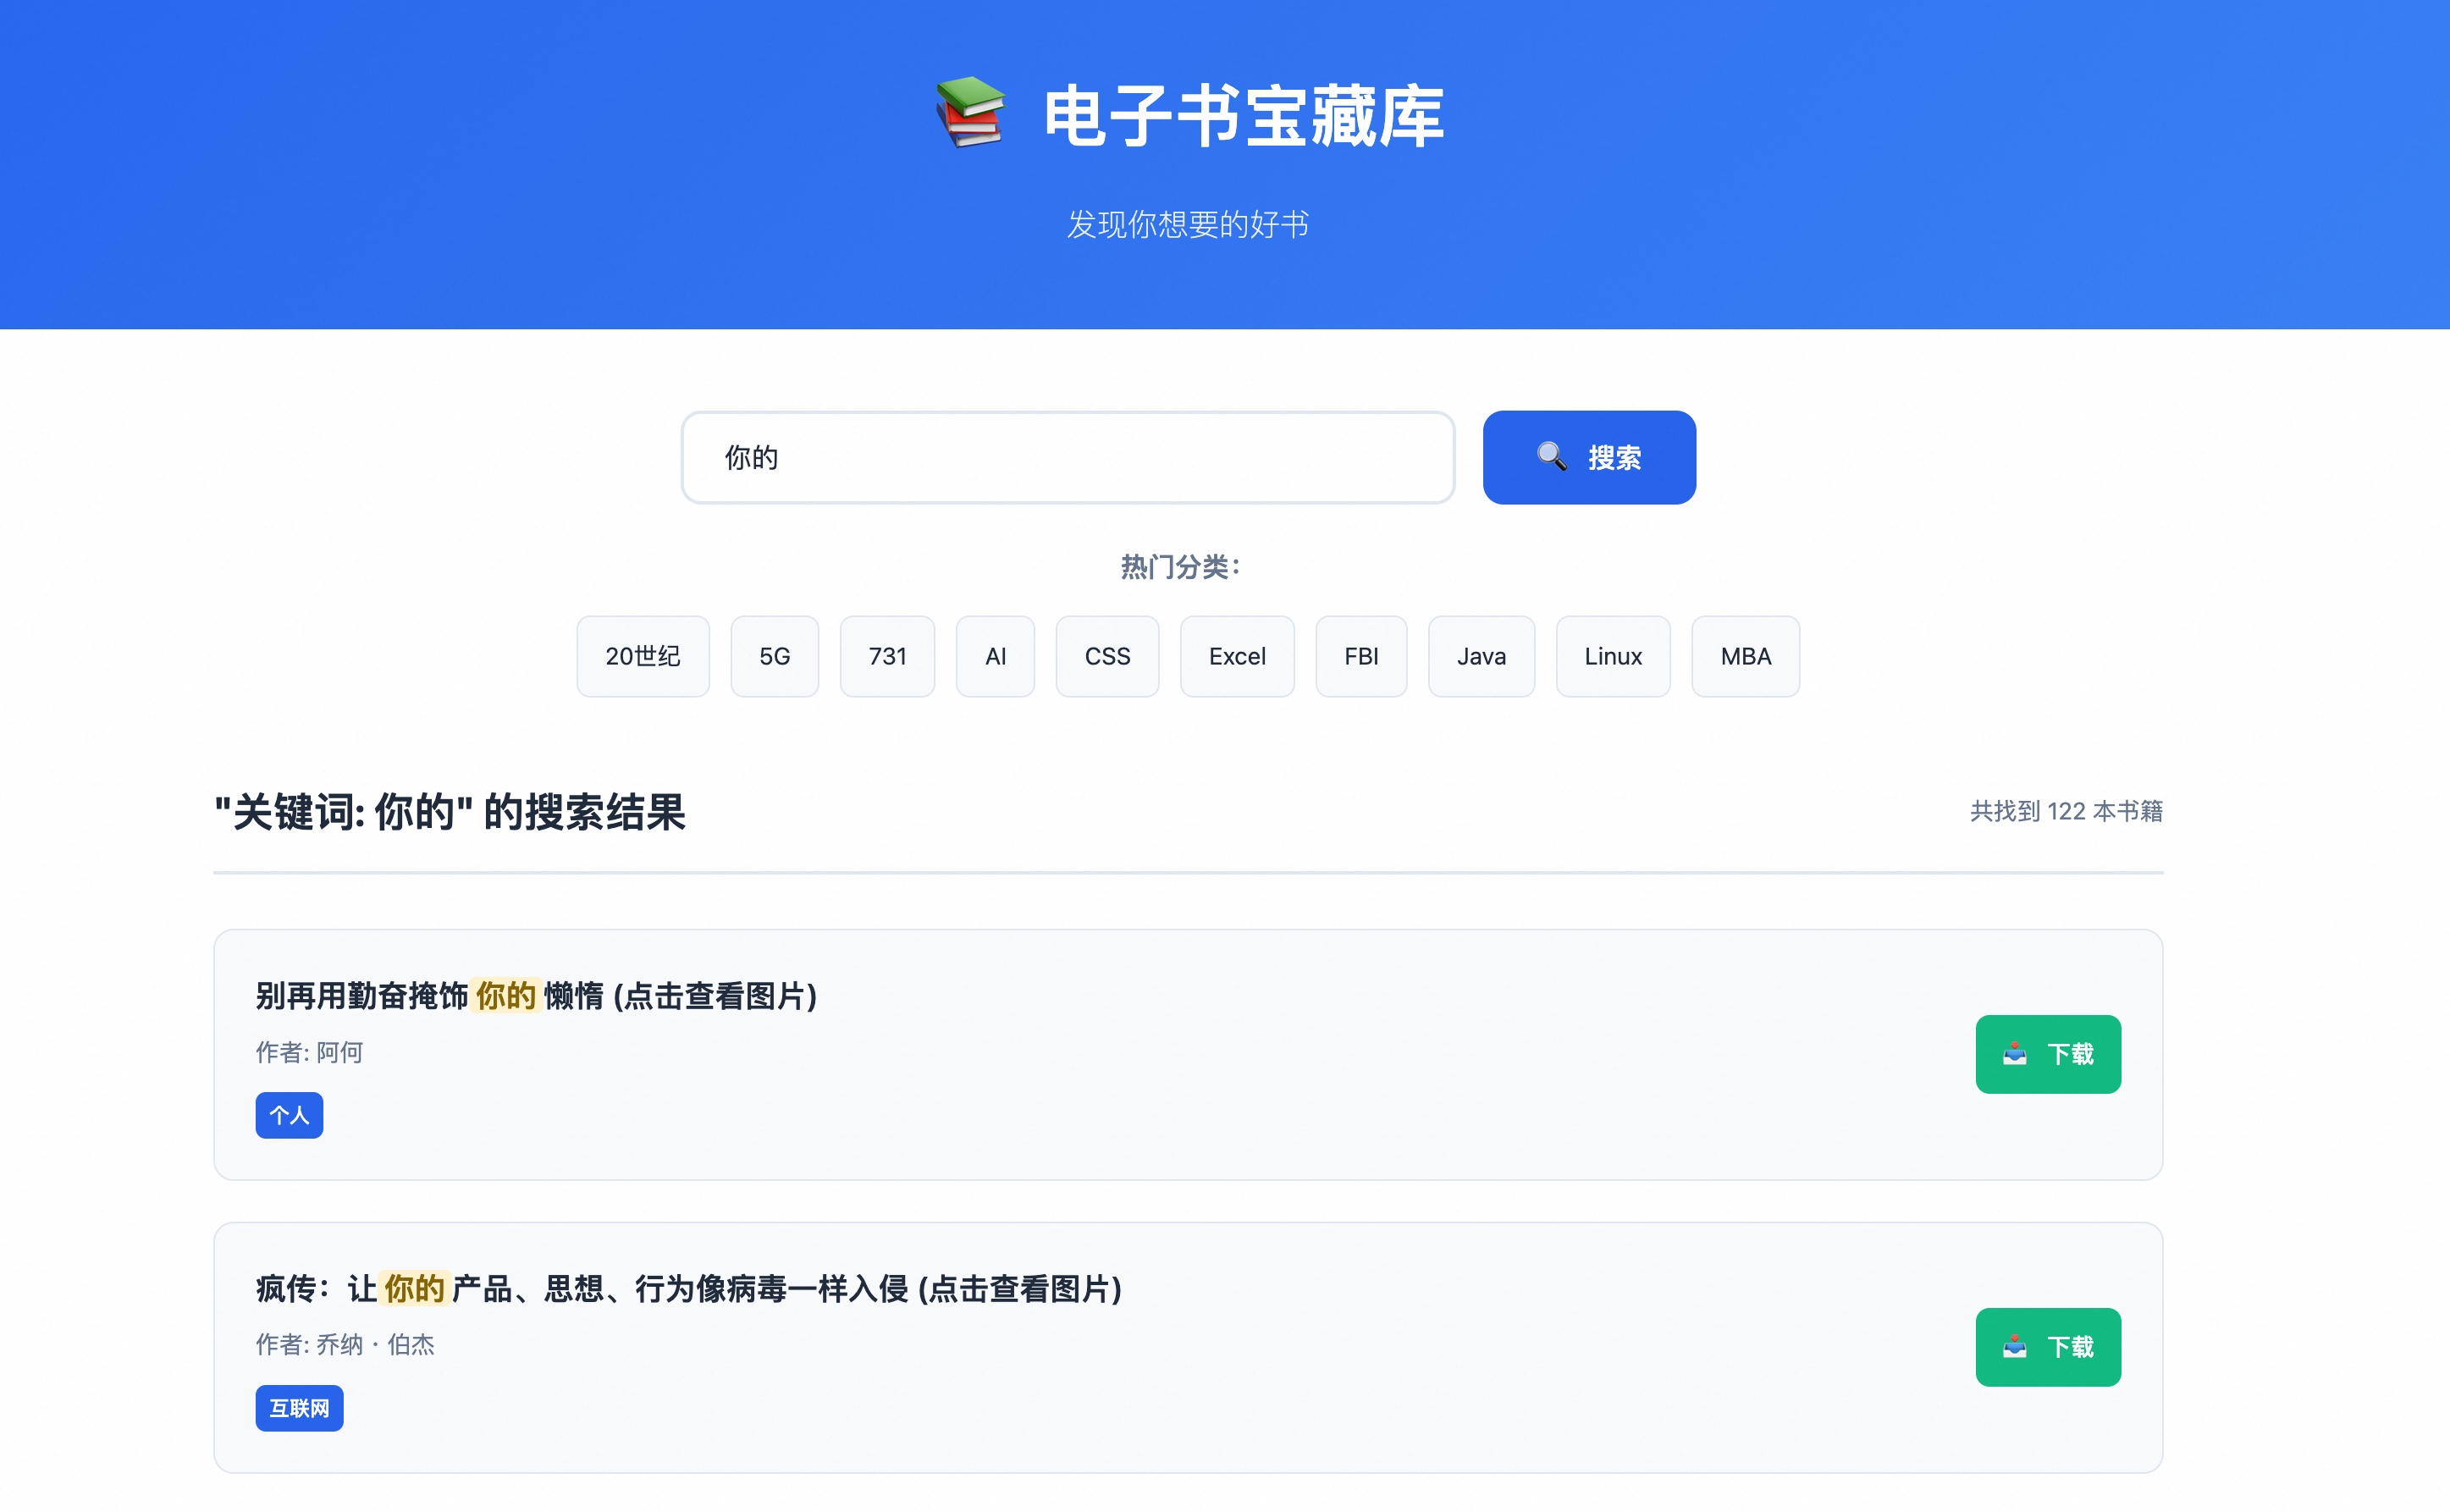 电子书宝藏库
发现你想要的好书
你的
搜索
热门分类：
20世纪 5G 731 AI CSS Excel FBI Java Linux MBA
"关键词: 你的" 的搜索结果
共找到 122 本书籍
别再用勤奋掩饰你的懒惰 (点击查看图片)
作者: 阿何
个人
下载
疯传：让你的产品、思想、行为像病毒一样入侵 (点击查看图片)
作者: 乔纳 · 伯杰
互联网
下载